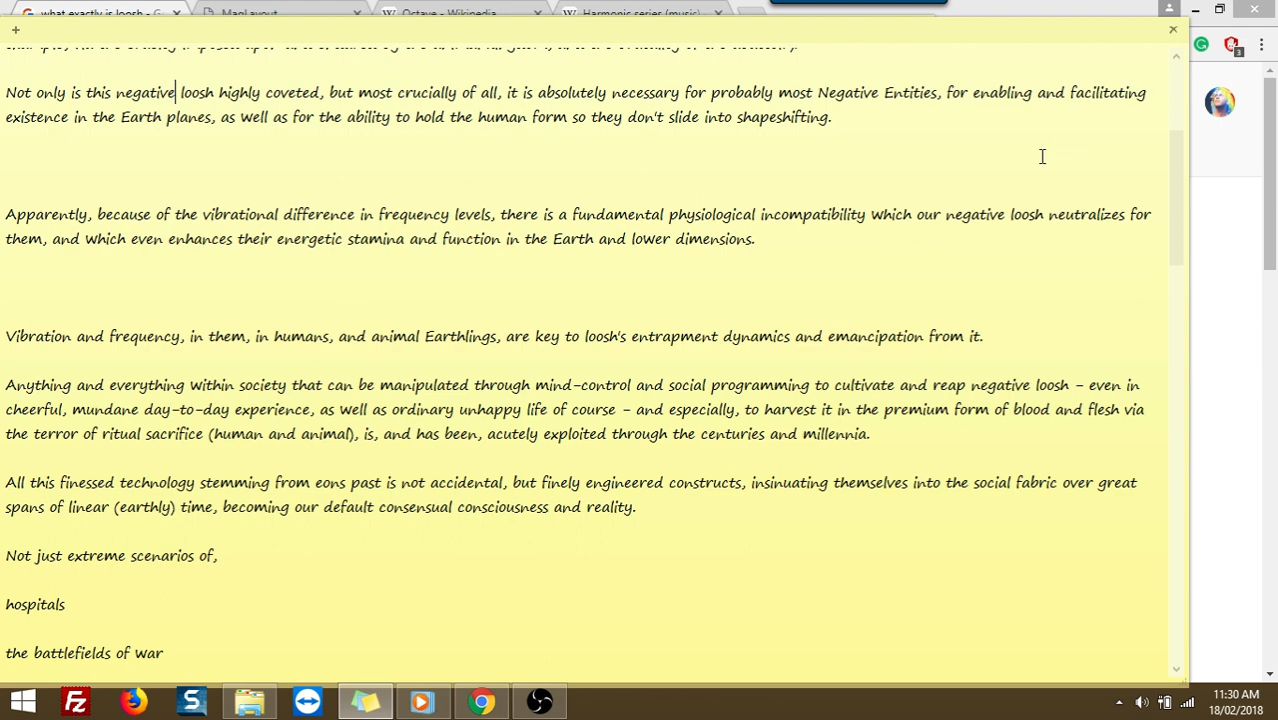 what exactly is loosh - G
MagLayout
Octave - Wikipedia
Harmonic series (music)
Not only is this negative loosh highly coveted, but most crucially of all, it is absolutely necessary for probably most Negative Entities, for enabling and facilitating
existence in the Earth planes, as well as for the ability to hold the human form so they don't slide into shapeshifting.
Apparently, because of the vibrational difference in frequency levels, there is a fundamental physiological incompatibility which our negative loosh neutralizes for
them, and which even enhances their energetic stamina and function in the Earth and lower dimensions.
Vibration and frequency, in them, in humans, and animal Earthlings, are key to loosh's entrapment dynamics and emancipation from it.
Anything and everything within society that can be manipulated through mind-control and social programming to cultivate and reap negative loosh - even in
cheerful, mundane day-to-day experience, as well as ordinary unhappy life of course - and especially, to harvest it in the premium form of blood and flesh via
the terror of ritual sacrifice (human and animal), is, and has been, acutely exploited through the centuries and millennia.
All this finessed technology stemming from eons past is not accidental, but finely engineered constructs, insinuating themselves into the social fabric over great
spans of linear (earthly) time, becoming our default consensual consciousness and reality.
Not just extreme scenarios of,
hospitals
the battlefields of war
3
11:30 AM
18/02/2018